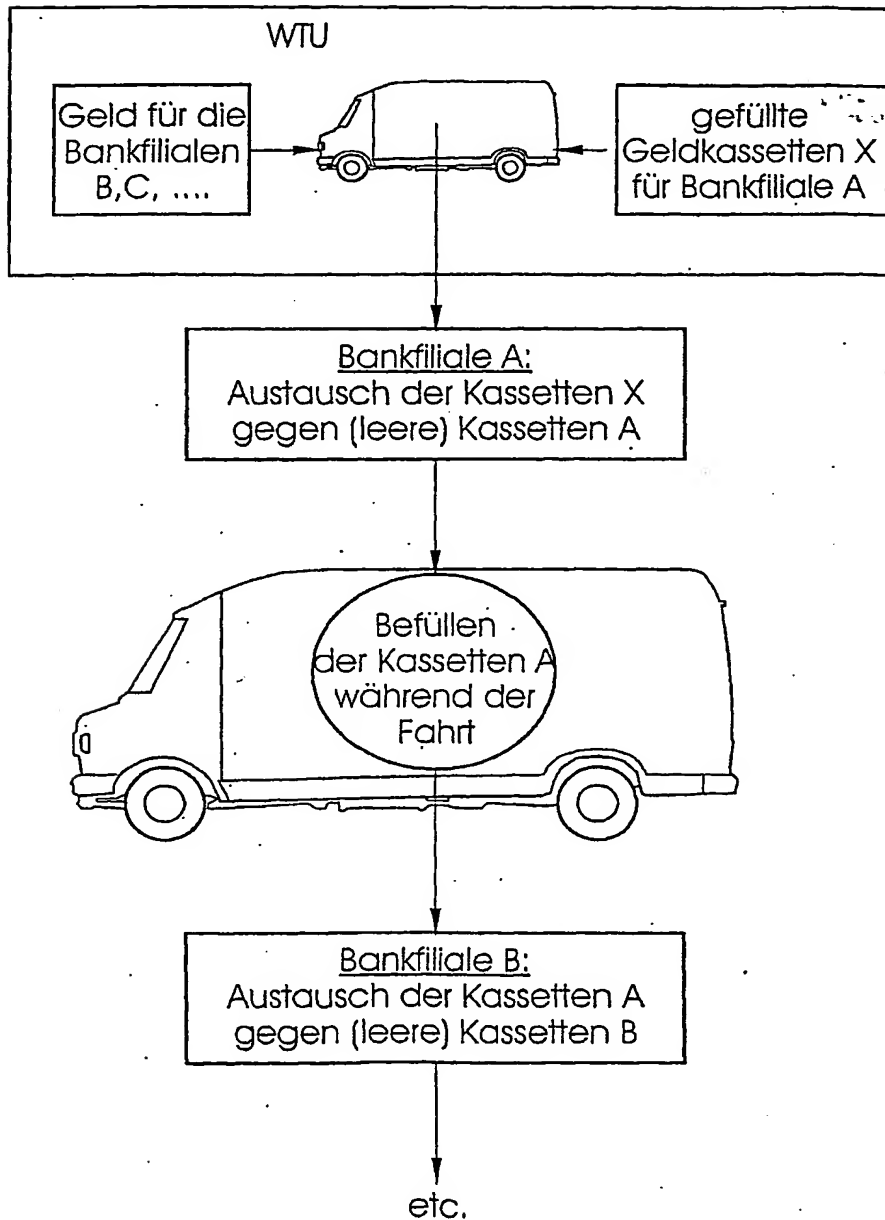 WTU
Geld für die
Bankfilialen
B,C, ....
gefüllte
Geldkassetten X
für Bankfiliale A
Bankfiliale A:
Austausch der Kassetten X
gegen (leere) Kassetten A
Befüllen
der Kassetten A
während der
Fahrt
Bankfiliale B:
Austausch der Kassetten A
gegen (leere) Kassetten B
etc.